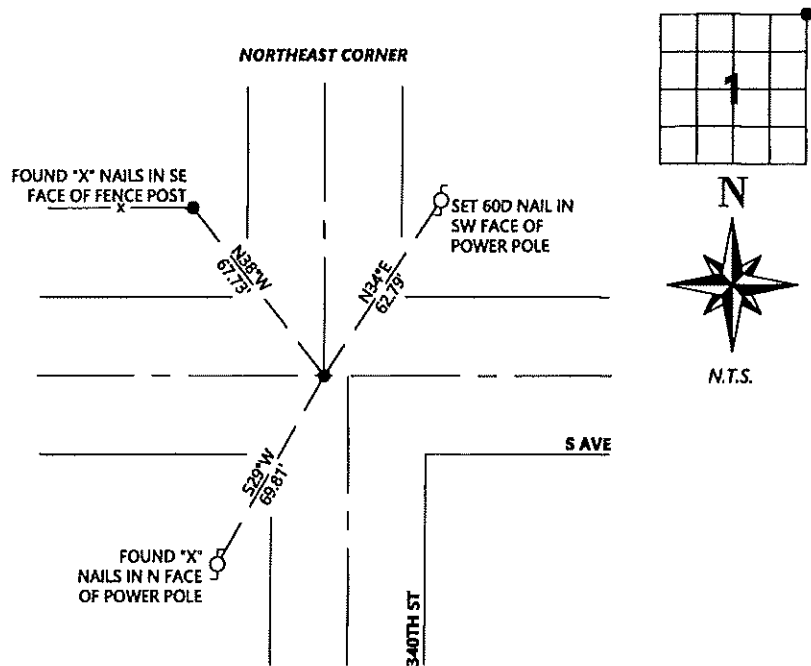 NORTHEAST CORNER
1
N
N.T.S.
FOUND "X" NAILS IN SE
FACE OF FENCE POST
X
SET 60D NAIL IN
SW FACE OF
POWER POLE
N38°W
67.73'
N34°E
62.79'
S29°W
69.81'
S AVE
FOUND "X"
NAILS IN N FACE
OF POWER POLE
340TH ST